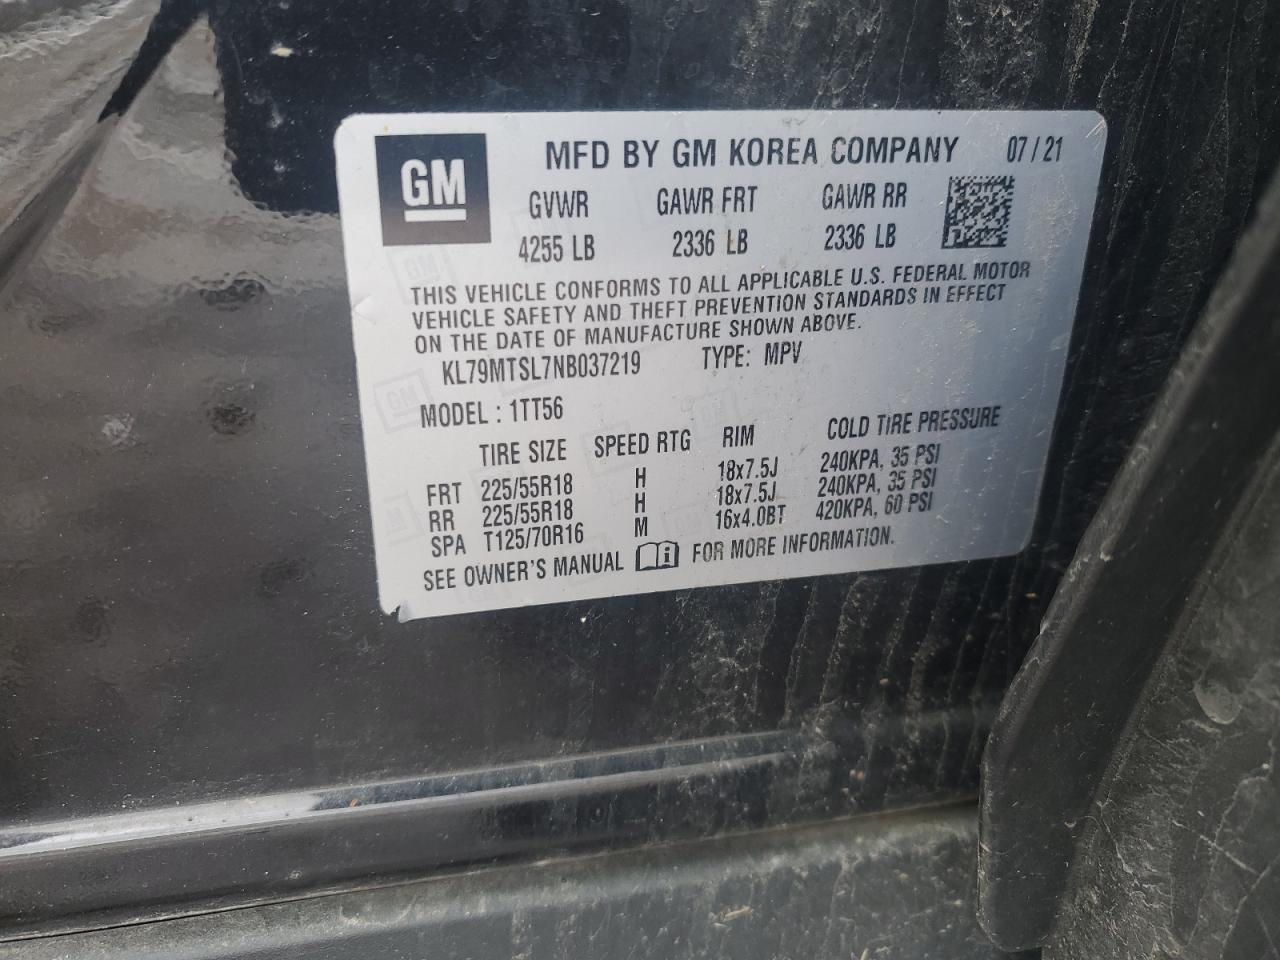 GM
MFD BY GM KOREA COMPANY 07/21
GVWR GAWR FRT GAWR RR
4255 LB 2336 LB 2336 LB
THIS VEHICLE CONFORMS TO ALL APPLICABLE U.S. FEDERAL MOTOR
VEHICLE SAFETY AND THEFT PREVENTION STANDARDS IN EFFECT
ON THE DATE OF MANUFACTURE SHOWN ABOVE.
KL79MTSL7NB037219 TYPE: MPV
MODEL : 1TT56
TIRE SIZE SPEED RTG RIM COLD TIRE PRESSURE
FRT 225/55R18 H 18x7.5J 240KPA, 35 PSI
RR 225/55R18 H 18x7.5J 240KPA, 35 PSI
SPA T125/70R16 M 16x4.0BT 420KPA, 60 PSI
SEE OWNER'S MANUAL i FOR MORE INFORMATION.